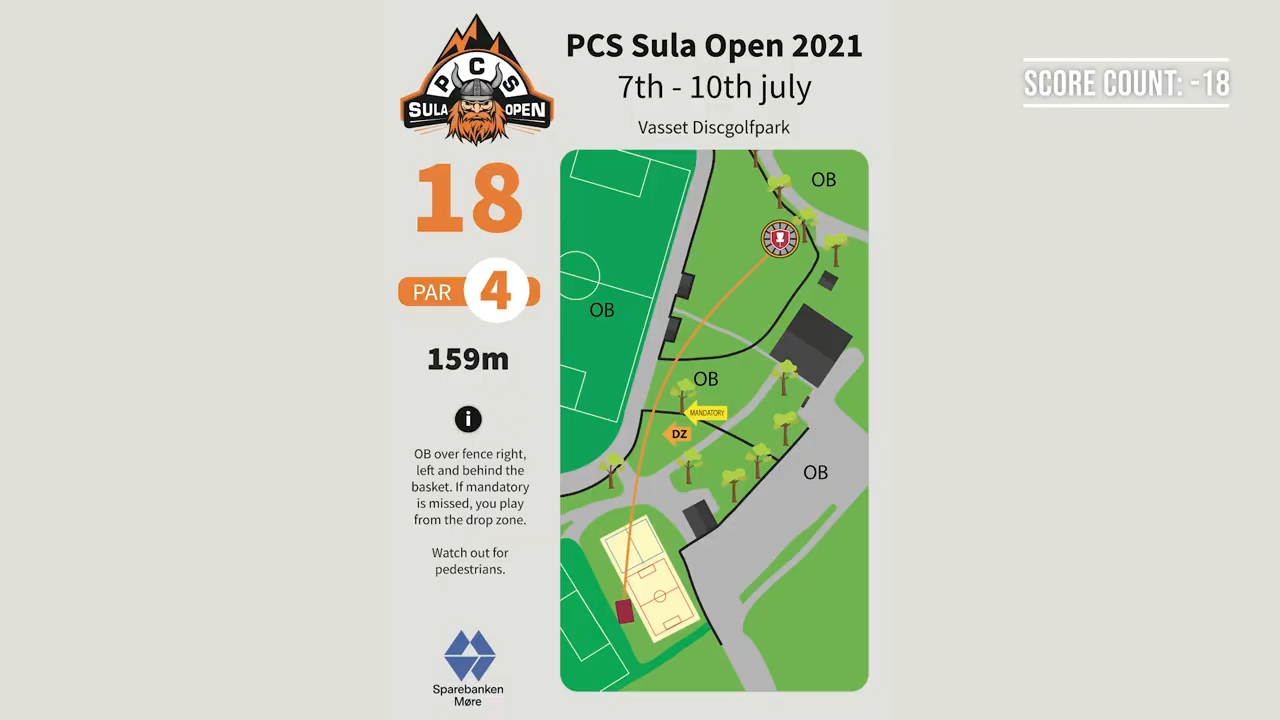 PCS
SULA OPEN
PCS Sula Open 2021
7th - 10th july
Vasset Discgolfpark
SCORE COUNT: -18
18
PAR 4
159m
i
OB over fence right,
left and behind the
basket. If mandatory
is missed, you play
from the drop zone.
Watch out for
pedestrians.
Sparebanken
Møre
OB
OB
OB
MANDATORY
DZ
OB